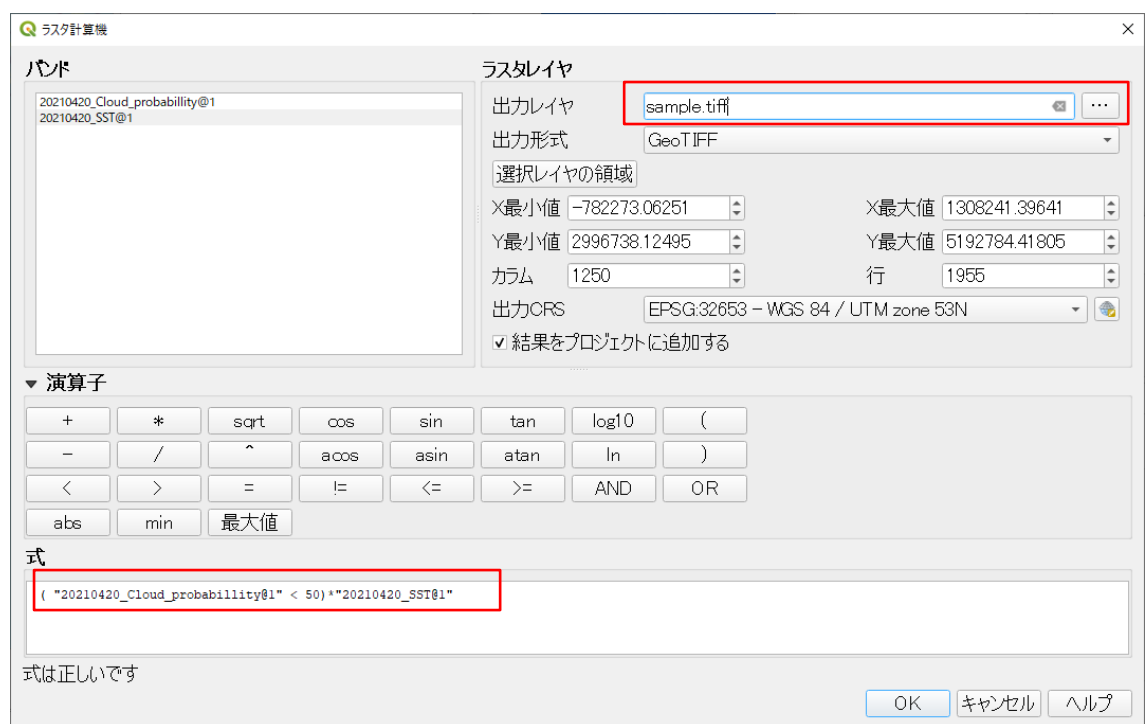 ラスタ計算機
バンド
20210420_Cloud_probabillity@1
20210420_SST@1
ラスタレイヤ
出力レイヤ sample.tiff ...
出力形式 GeoTIFF
選択レイヤの領域
X最小値 -782273.06251 X最大値 1308241.39641
Y最小値 2996738.12495 Y最大値 5192784.41805
カラム 1250 行 1955
出力CRS EPSG:32653 - WGS 84 / UTM zone 53N
結果をプロジェクトに追加する
演算子
+ * sqrt cos sin tan log10 (
- / ^ acos asin atan ln )
< > = != <= >= AND OR
abs min 最大値
式
( "20210420_Cloud_probabillity@1" < 50)*"20210420_SST@1"
式は正しいです
OK キャンセル ヘルプ